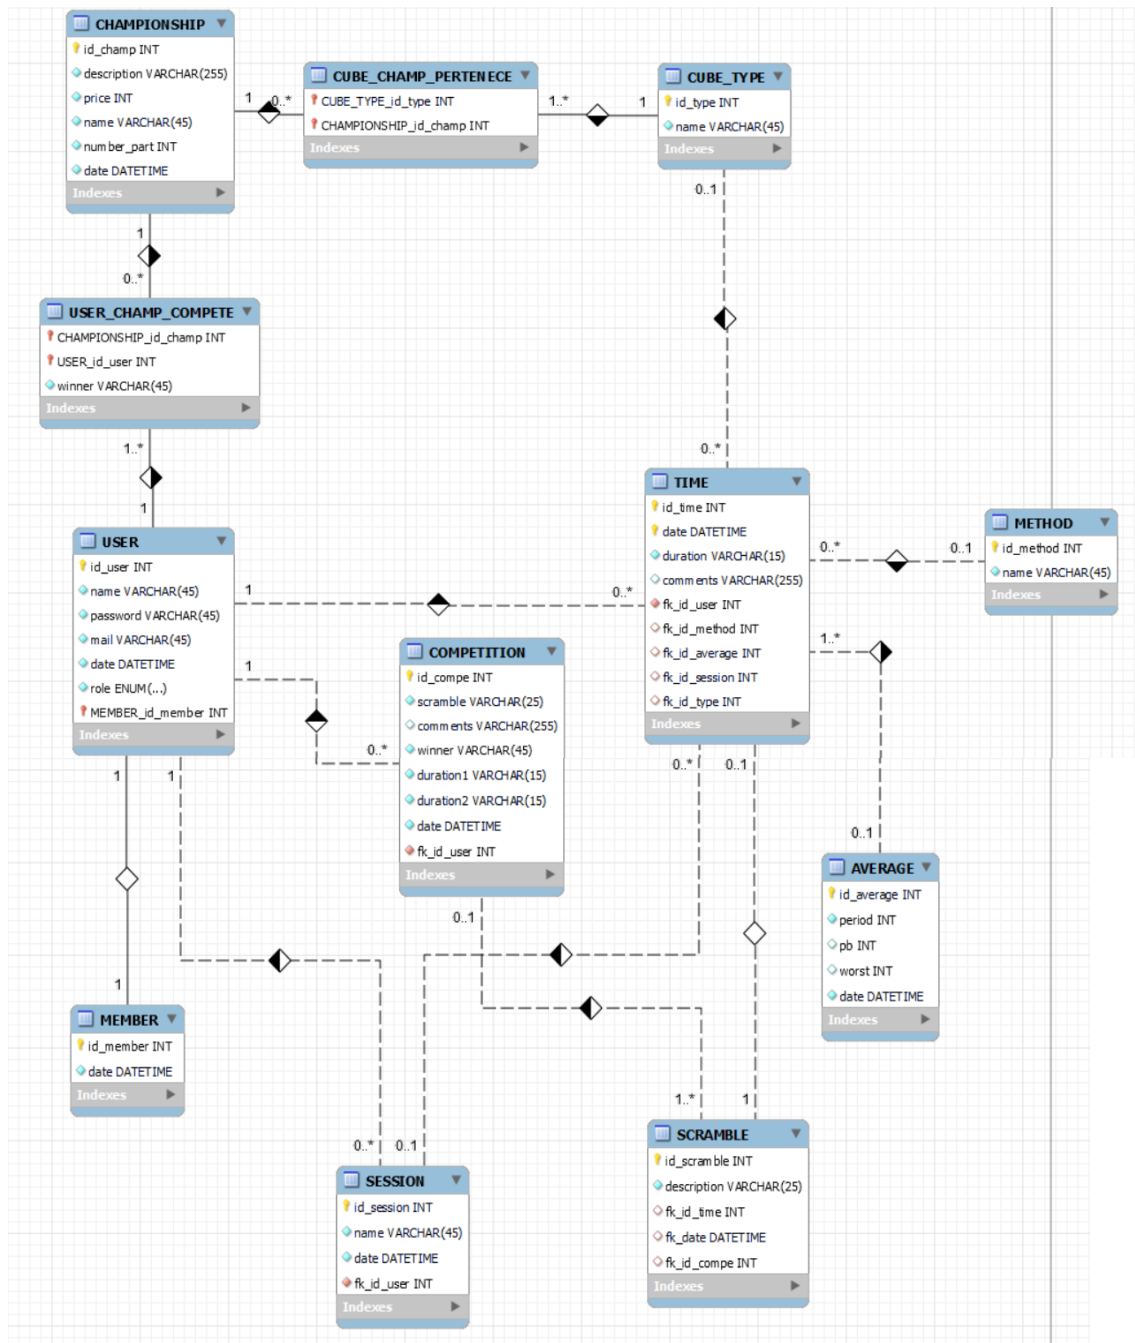 CHAMPIONSHIP
id_champ INT
description VARCHAR(255)
price INT
name VARCHAR(45)
number_part INT
date DATETIME
Indexes
1
0..*
CUBE_CHAMP_PERTENECE
CUBE_TYPE_id_type INT
CHAMPIONSHIP_id_champ INT
Indexes
1..*
1
CUBE_TYPE
id_type INT
name VARCHAR(45)
Indexes
0..1
0..*
1
0..*
USER_CHAMP_COMPETE
CHAMPIONSHIP_id_champ INT
USER_id_user INT
winner VARCHAR(45)
Indexes
1..*
1
USER
id_user INT
name VARCHAR(45)
password VARCHAR(45)
mail VARCHAR(45)
date DATETIME
role ENUM(...)
MEMBER_id_member INT
Indexes
1
0..*
1
0..*
1
1
1
0..*
TIME
id_time INT
date DATETIME
duration VARCHAR(15)
comments VARCHAR(255)
fk_id_user INT
fk_id_method INT
fk_id_average INT
fk_id_session INT
fk_id_type INT
Indexes
0..*
0..1
METHOD
id_method INT
name VARCHAR(45)
Indexes
1..*
0..1
COMPETITION
id_compe INT
scramble VARCHAR(25)
comments VARCHAR(255)
winner VARCHAR(45)
duration1 VARCHAR(15)
duration2 VARCHAR(15)
date DATETIME
fk_id_user INT
Indexes
0..1
1..*
0..*
0..1
0..1
1
AVERAGE
id_average INT
period INT
pb INT
worst INT
date DATETIME
Indexes
MEMBER
id_member INT
date DATETIME
Indexes
SESSION
id_session INT
name VARCHAR(45)
date DATETIME
fk_id_user INT
Indexes
SCRAMBLE
id_scramble INT
description VARCHAR(25)
fk_id_time INT
fk_date DATETIME
fk_id_compe INT
Indexes